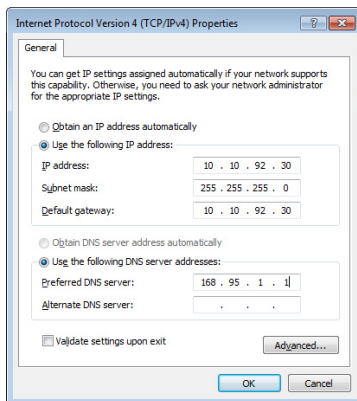 Internet Protocol Version 4 (TCP/IPv4) Properties
General
You can get IP settings assigned automatically if your network supports
this capability. Otherwise, you need to ask your network administrator
for the appropriate IP settings.
Obtain an IP address automatically
Use the following IP address:
IP address: 10 . 10 . 92 . 30
Subnet mask: 255 . 255 . 255 . 0
Default gateway: 10 . 10 . 92 . 30
Obtain DNS server address automatically
Use the following DNS server addresses:
Preferred DNS server: 168 . 95 . 1 . 1
Alternate DNS server: . . .
Validate settings upon exit
Advanced...
OK Cancel